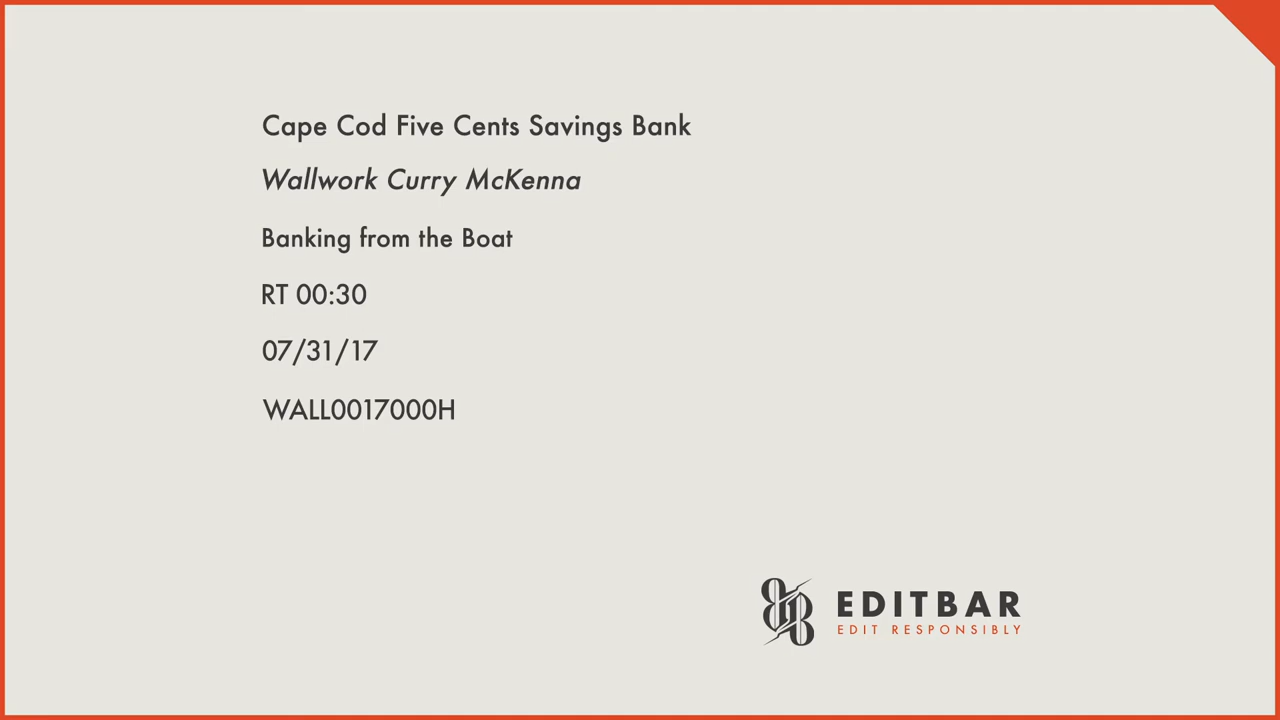 Cape Cod Five Cents Savings Bank
Wallwork Curry McKenna
Banking from the Boat
RT 00:30
07/31/17
WALL0017000H
EDITBAR
EDIT RESPONSIBLY